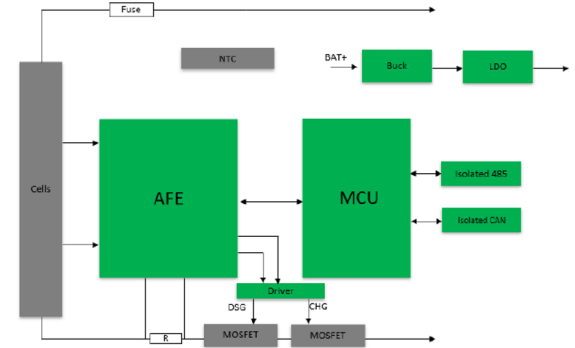 Fuse
NTC
BAT+
Buck
LDO
Cells
AFE
MCU
Isolated 485
Isolated CAN
Driver
DSG
CHG
R
MOSFET
MOSFET